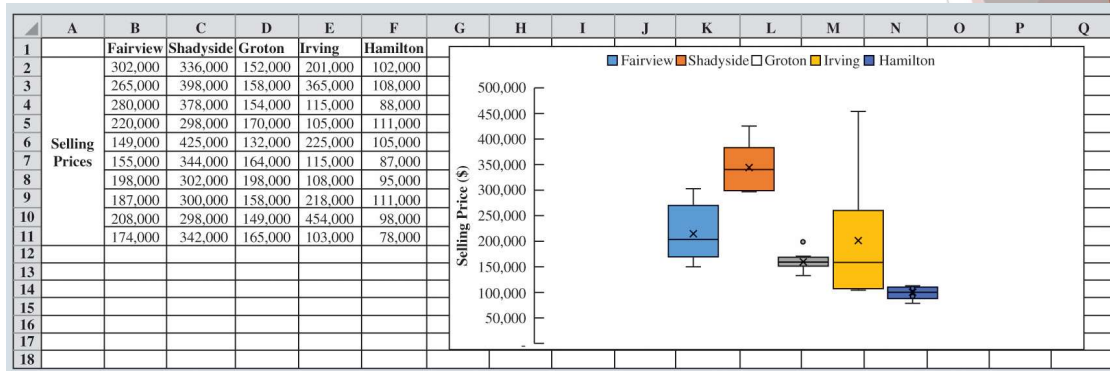 A B C D E F G H I J K L M N O P Q
1 Fairview Shadyside Groton Irving Hamilton
2 302,000 336,000 152,000 201,000 102,000
3 265,000 398,000 158,000 365,000 108,000
4 280,000 378,000 154,000 115,000 88,000
5 220,000 298,000 170,000 105,000 111,000
6 Selling 149,000 425,000 132,000 225,000 105,000
7 Prices 155,000 344,000 164,000 115,000 87,000
8 198,000 302,000 198,000 108,000 95,000
9 187,000 300,000 158,000 218,000 111,000
10 208,000 298,000 149,000 454,000 98,000
11 174,000 342,000 165,000 103,000 78,000
12
13
14
15
16
17
18
Fairview Shadyside Groton Irving Hamilton
Selling Price ($)
500,000
450,000
400,000
350,000
300,000
250,000
200,000
150,000
100,000
50,000
-